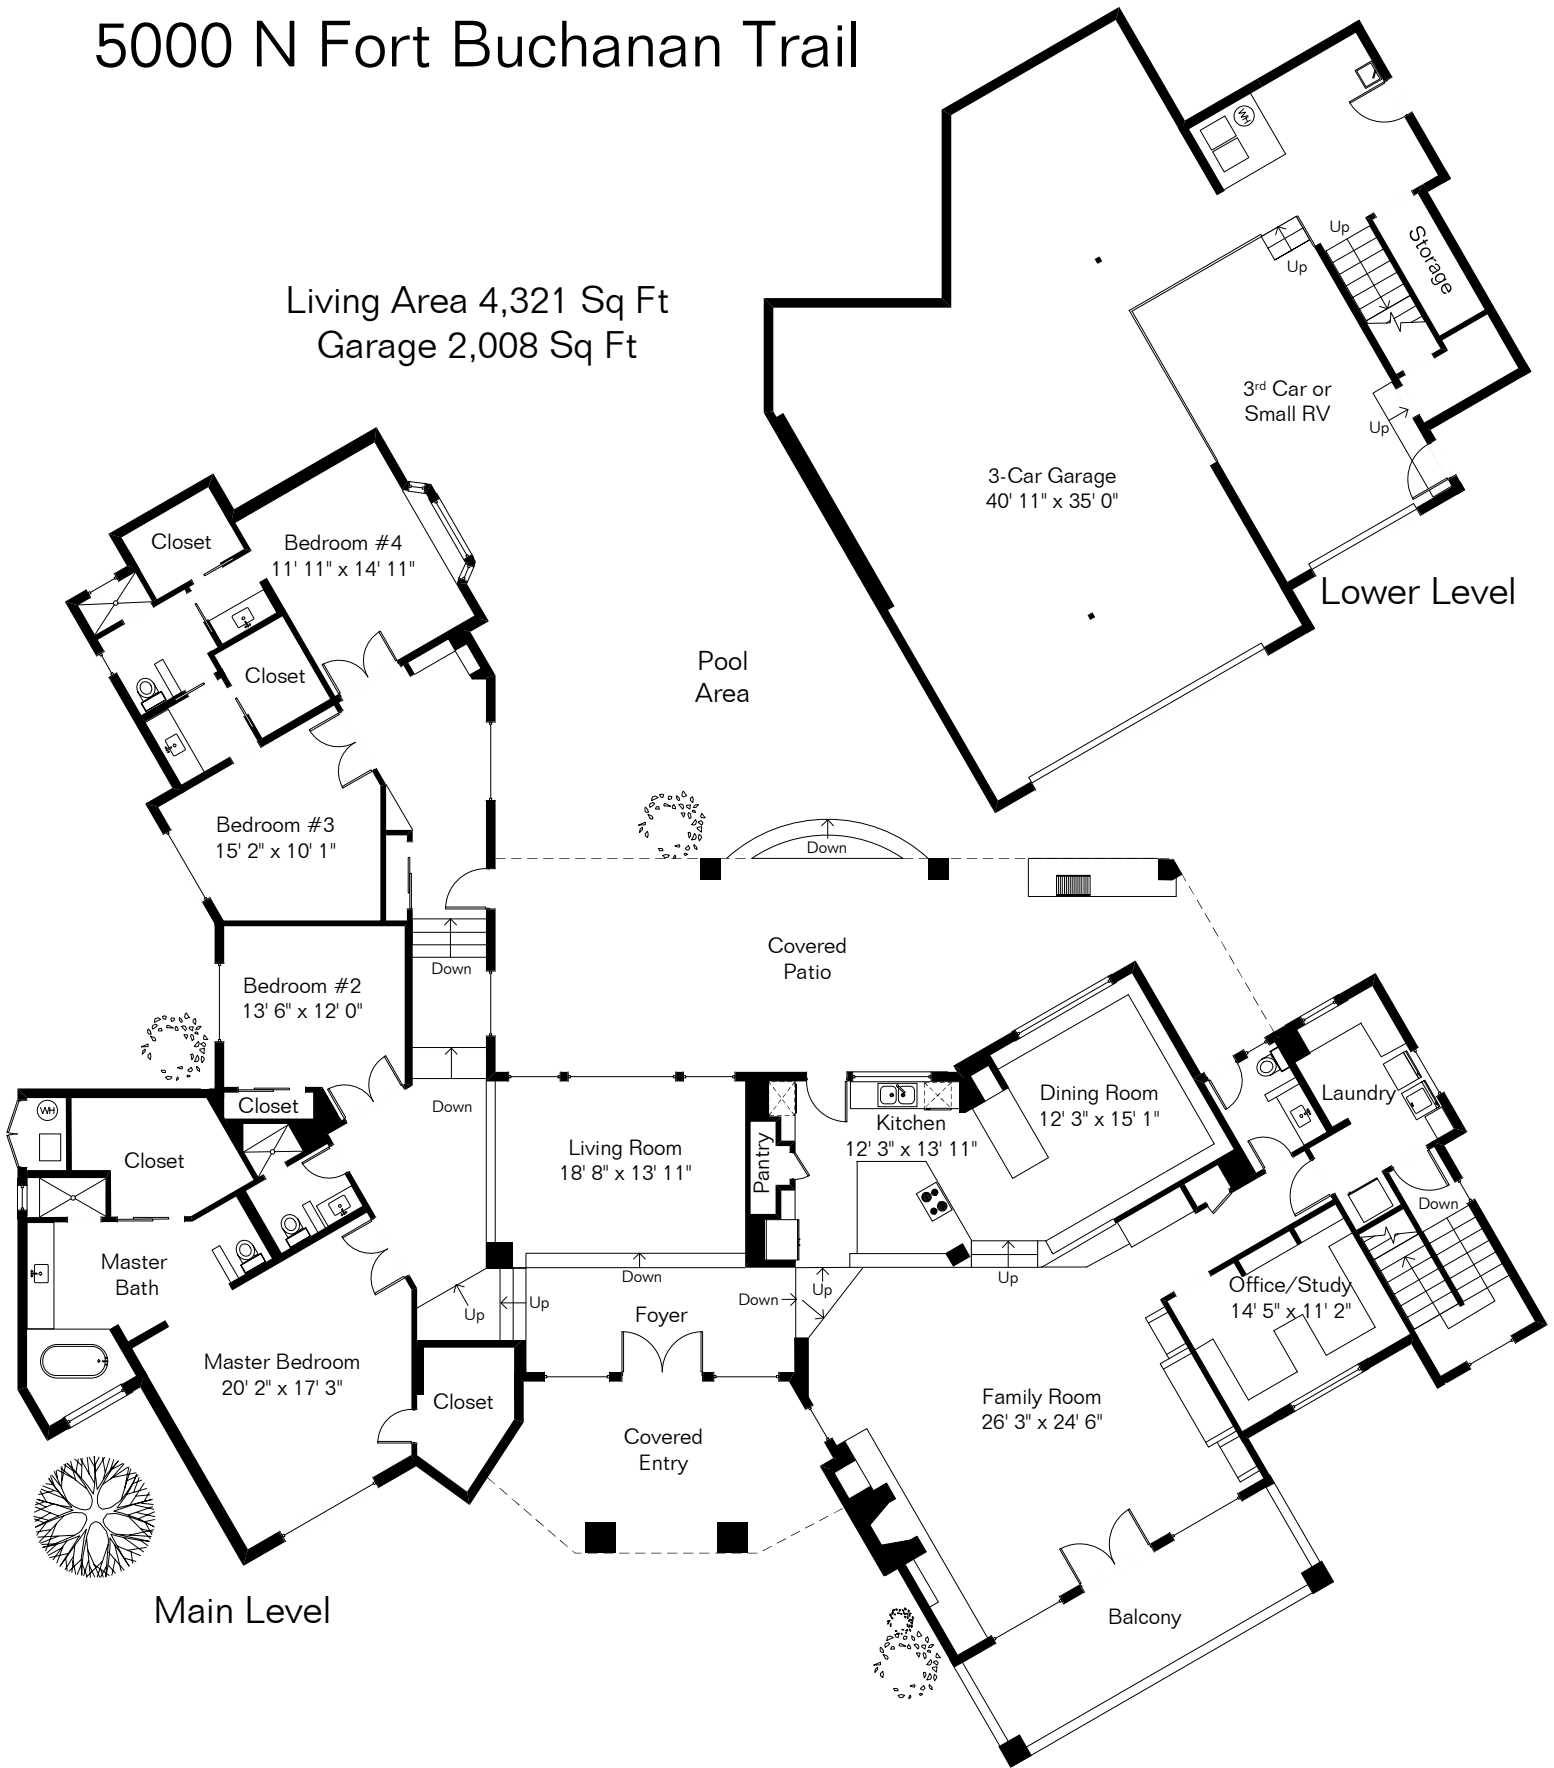 5000 N Fort Buchanan Trail
Living Area 4,321 Sq Ft
Garage 2,008 Sq Ft
WH
Up
Up
Storage
3rd Car or
Small RV
Up
3-Car Garage
40' 11" x 35' 0"
Lower Level
Closet
Bedroom #4
11' 11" x 14' 11"
Closet
Pool
Area
Bedroom #3
15' 2" x 10' 1"
Down
Covered
Patio
Down
Bedroom #2
13' 6" x 12' 0"
WH
Closet
Down
Closet
Living Room
18' 8" x 13' 11"
Pantry
Kitchen
12' 3" x 13' 11"
Dining Room
12' 3" x 15' 1"
Laundry
Down
Master
Bath
Down
Up
Up
Up
Down
Up
Foyer
Office/Study
14' 5" x 11' 2"
Master Bedroom
20' 2" x 17' 3"
Closet
Covered
Entry
Family Room
26' 3" x 24' 6"
Balcony
Main Level